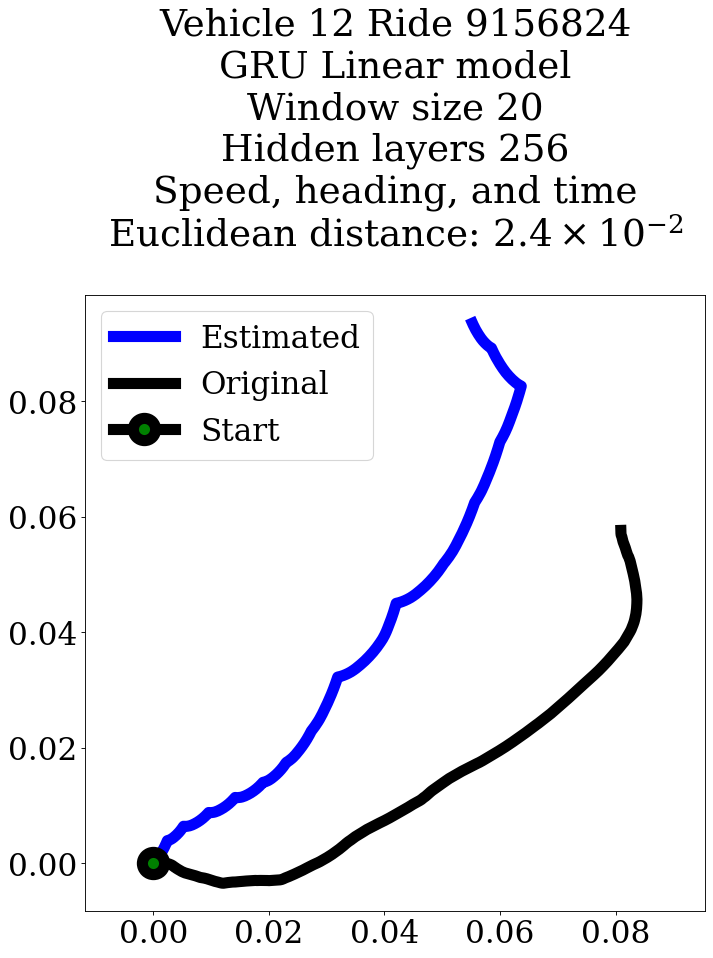 Vehicle 12 Ride 9156824
GRU Linear model
Window size 20
Hidden layers 256
Speed, heading, and time
Euclidean distance: 2.4 × 10⁻²
Estimated
Original
Start
0.08
0.06
0.04
0.02
0.00
0.00 0.02 0.04 0.06 0.08